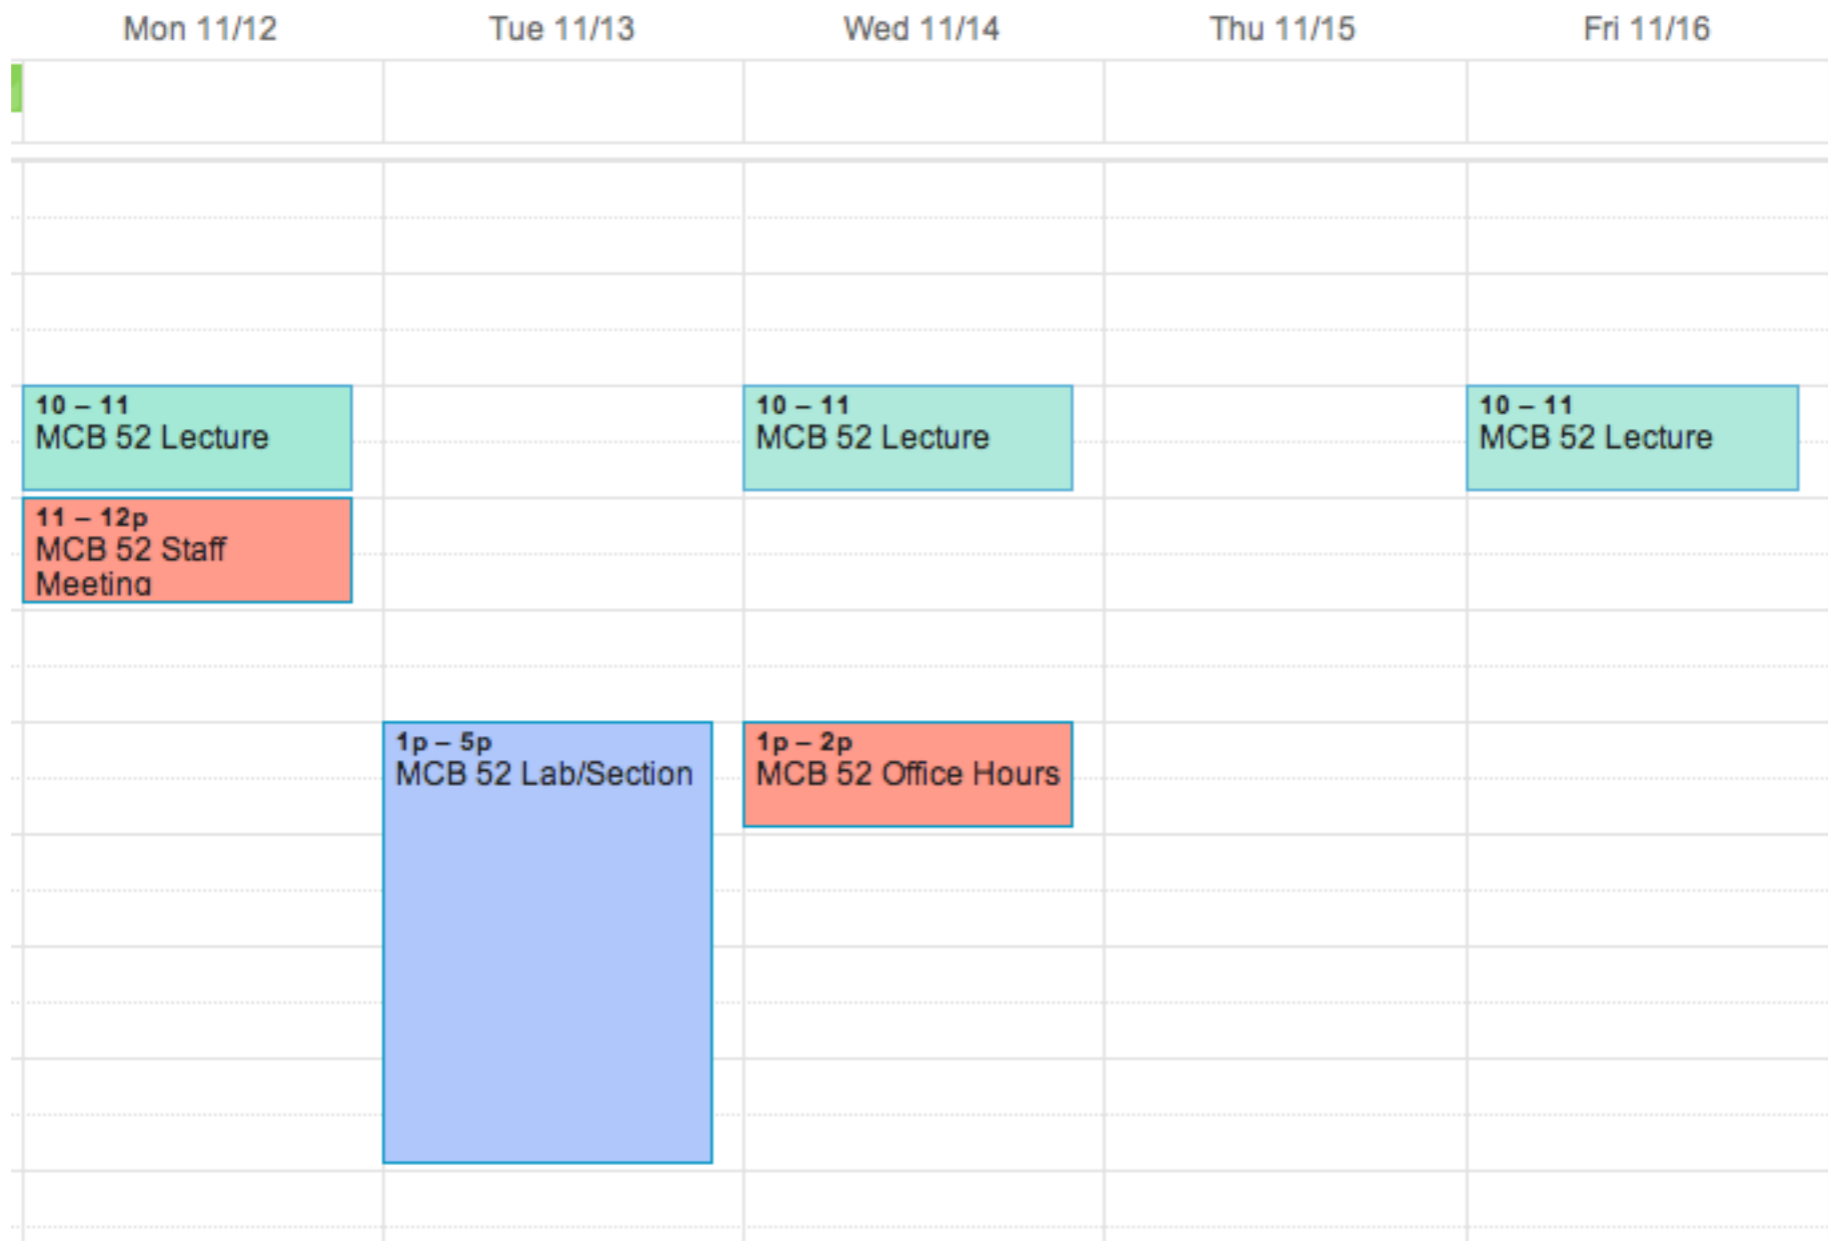 Mon 11/12
Tue 11/13
Wed 11/14
Thu 11/15
Fri 11/16
10 – 11
MCB 52 Lecture
11 – 12p
MCB 52 Staff
Meeting
1p – 5p
MCB 52 Lab/Section
10 – 11
MCB 52 Lecture
1p – 2p
MCB 52 Office Hours
10 – 11
MCB 52 Lecture